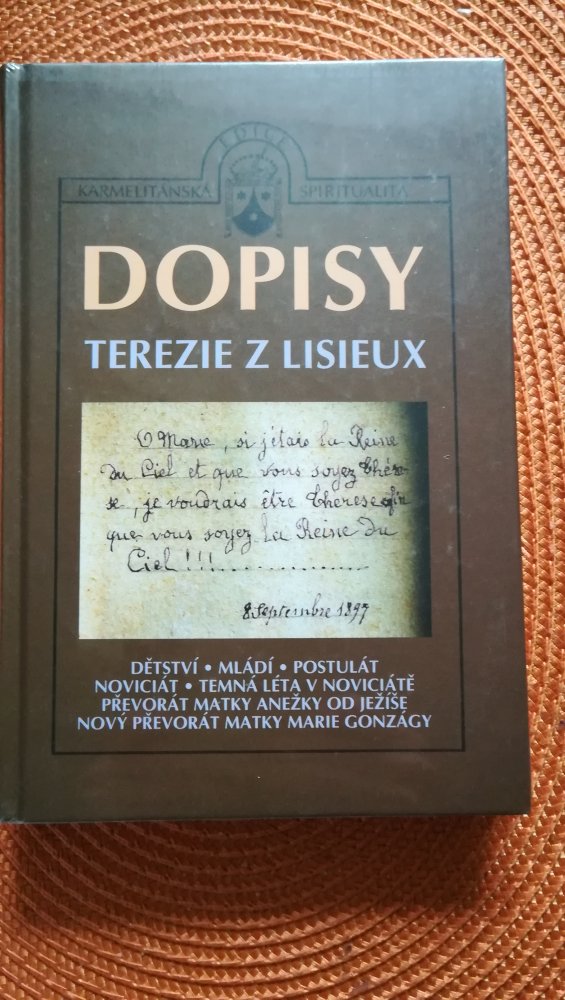 EDICE
KARMELITÁNSKÁ SPIRITUALITA
DOPISY
TEREZIE Z LISIEUX
O Marie, si j'étais la Reine
du Ciel et que vous soyez Thérè
se, je voudrais être Thérèse afin
que vous soyez la Reine du
Ciel !!!..................
8 Septembre 1897
DĚTSTVÍ • MLÁDÍ • POSTULÁT
NOVICIÁT • TEMNÁ LÉTA V NOVICIÁTĚ
PŘEVORÁT MATKY ANEŽKY OD JEŽÍŠE
NOVÝ PŘEVORÁT MATKY MARIE GONZÁGY